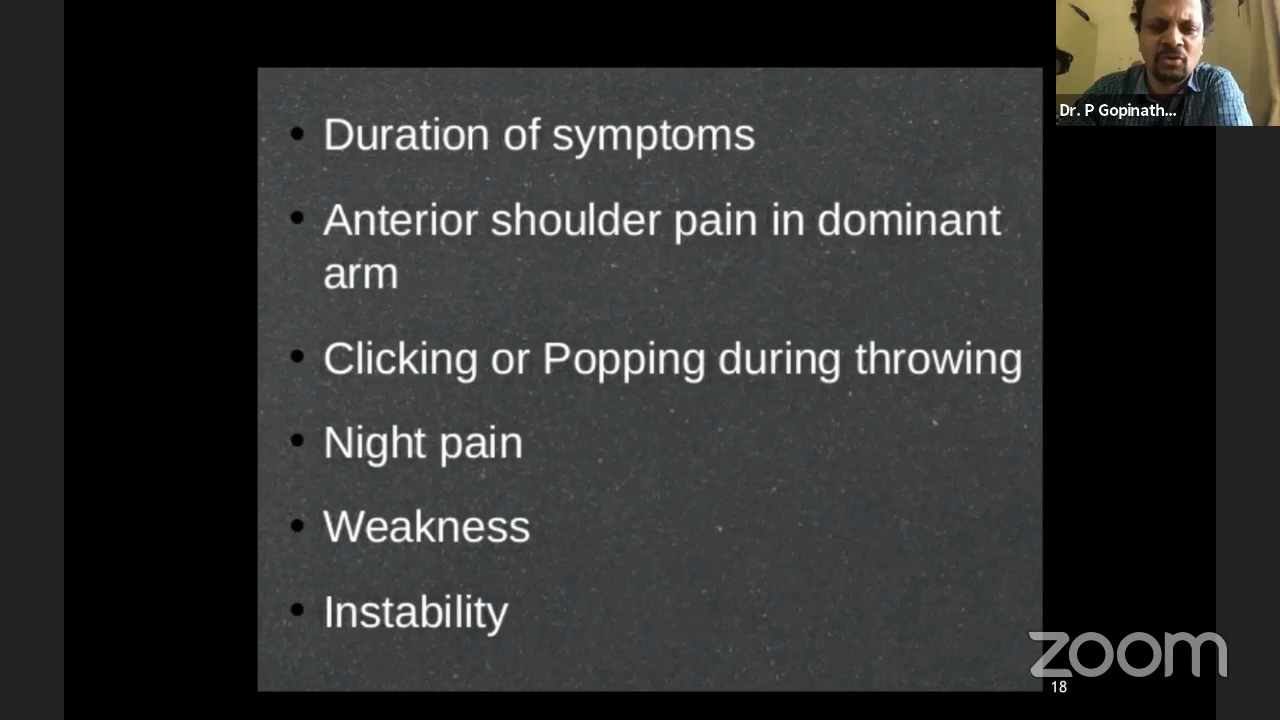 Dr. P Gopinath...
• Duration of symptoms
• Anterior shoulder pain in dominant
arm
• Clicking or Popping during throwing
• Night pain
• Weakness
• Instability
zoom
18